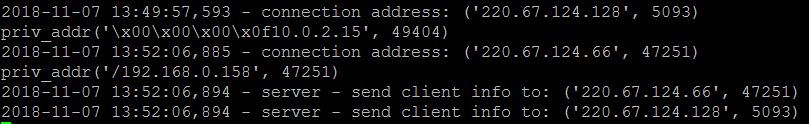 2018-11-07 13:49:57,593 - connection address: ('220.67.124.128', 5093)
priv_addr('\x00\x00\x00\x0f10.0.2.15', 49404)
2018-11-07 13:52:06,885 - connection address: ('220.67.124.66', 47251)
priv_addr('/192.168.0.158', 47251)
2018-11-07 13:52:06,894 - server - send client info to: ('220.67.124.66', 47251)
2018-11-07 13:52:06,894 - server - send client info to: ('220.67.124.128', 5093)